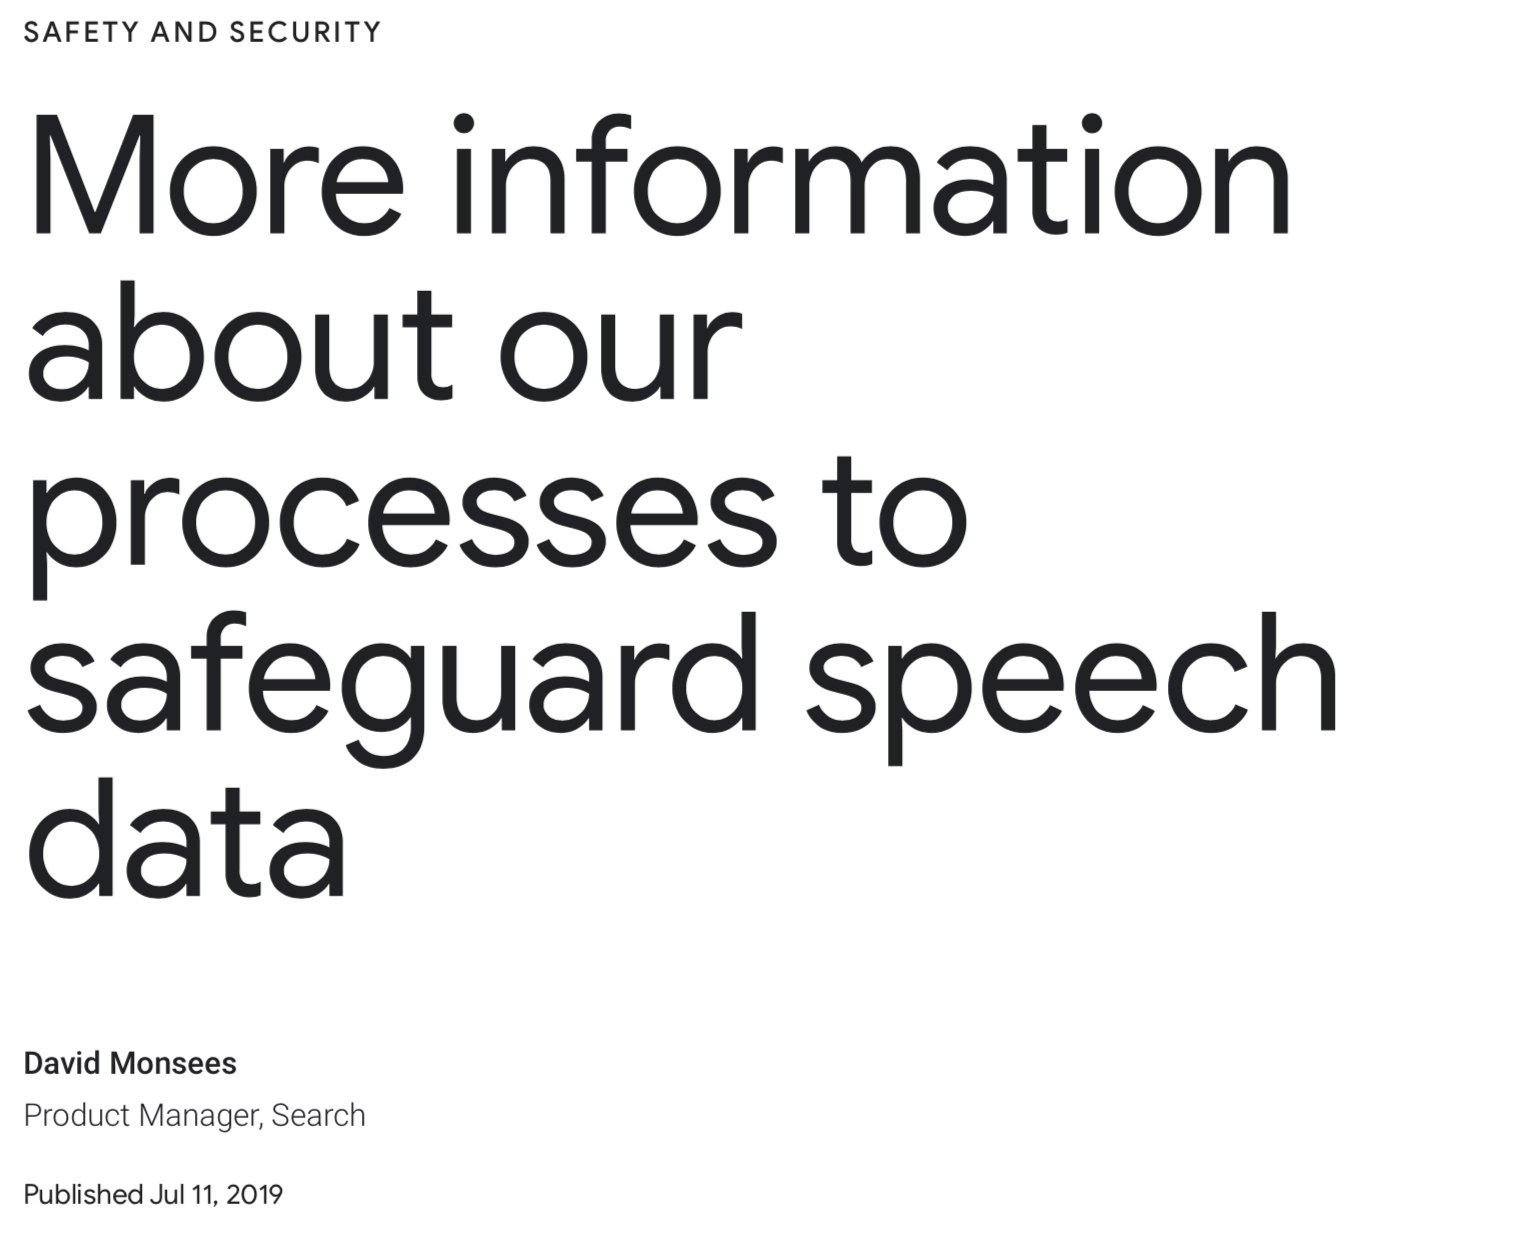 SAFETY AND SECURITY
More information
about our
processes to
safeguard speech
data
David Monsees
Product Manager, Search
Published Jul 11, 2019